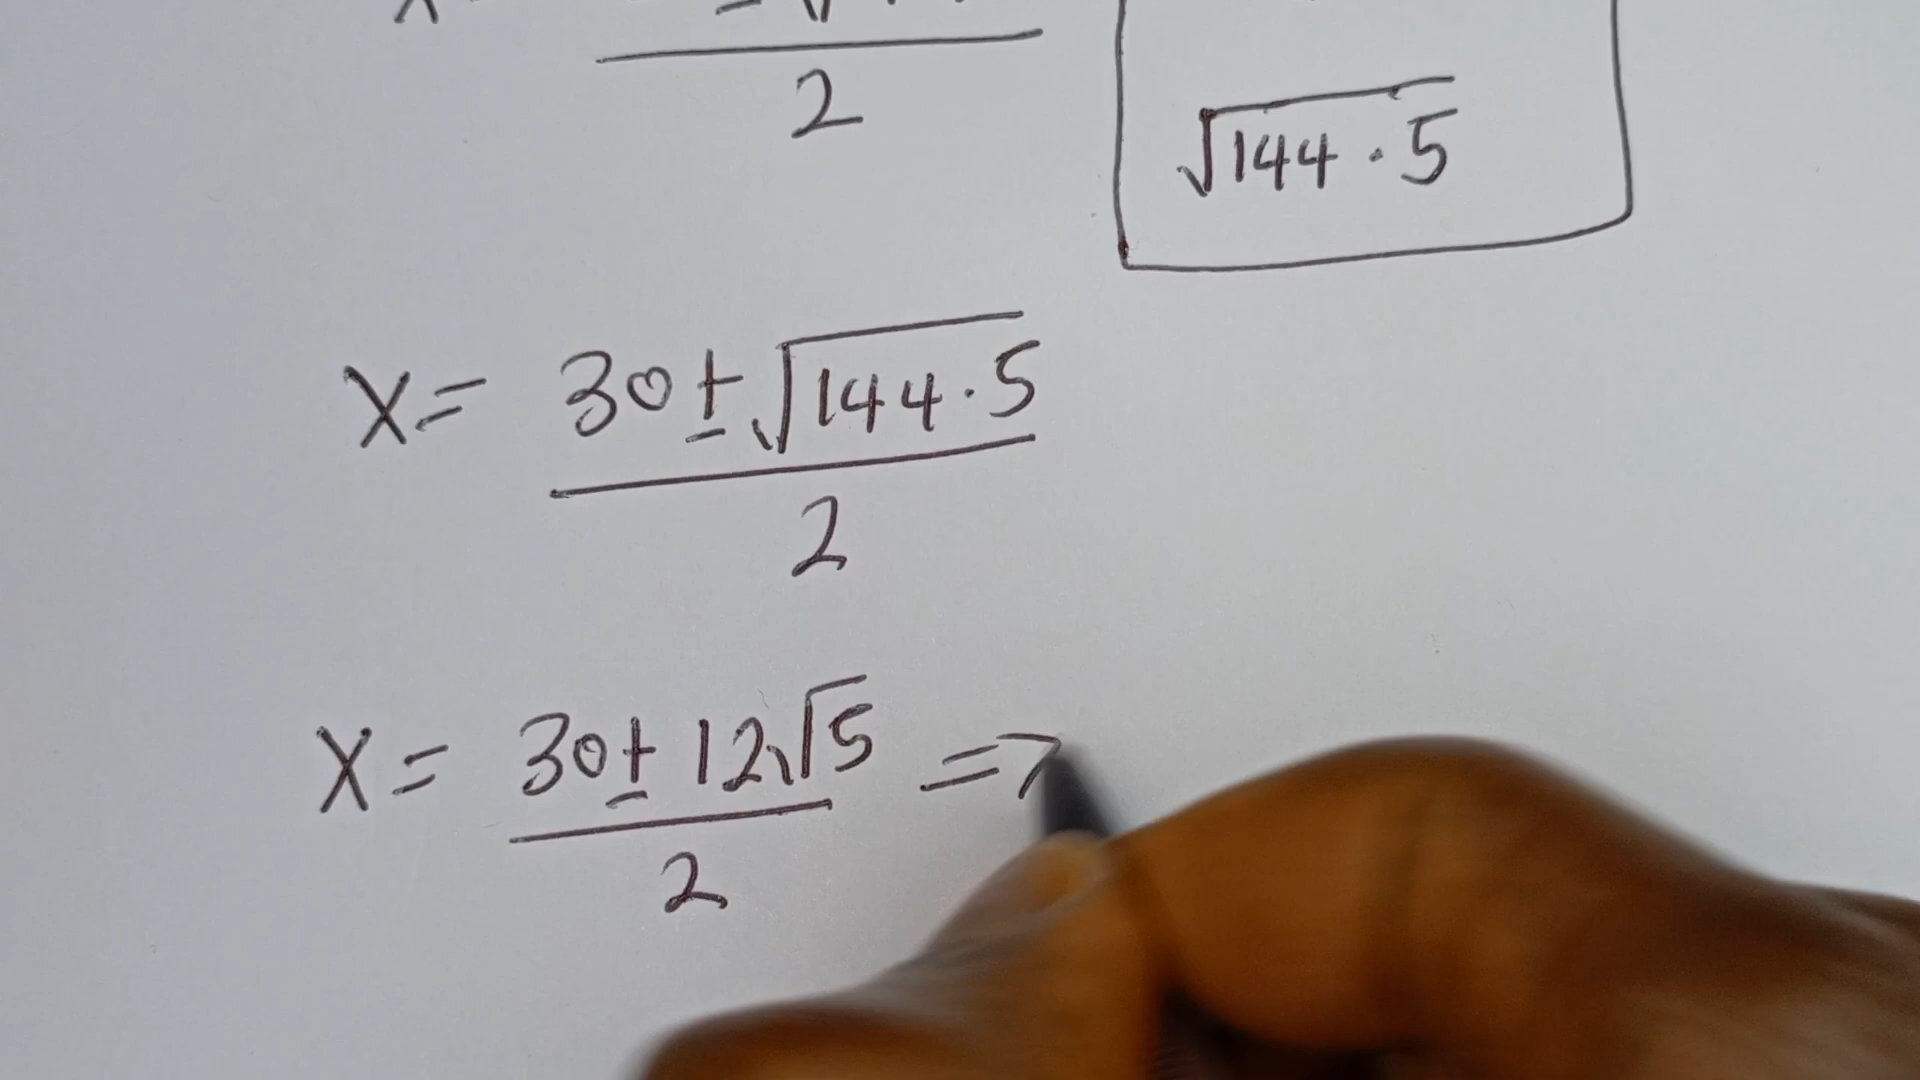 2
√144 · 5
x = 30 ± √144 · 5
2
x = 30 ± 12√5 =>
2